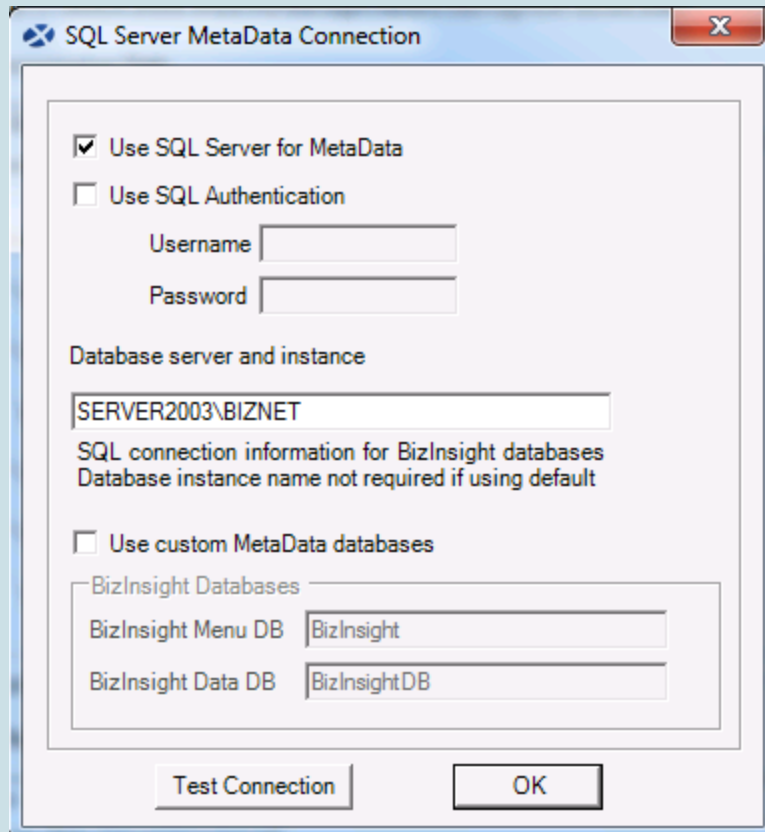 SQL Server MetaData Connection
Use SQL Server for MetaData
Use SQL Authentication
Username
Password
Database server and instance
SERVER2003\BIZNET
SQL connection information for BizInsight databases
Database instance name not required if using default
Use custom MetaData databases
BizInsight Databases
BizInsight Menu DB BizInsight
BizInsight Data DB BizInsightDB
Test Connection OK